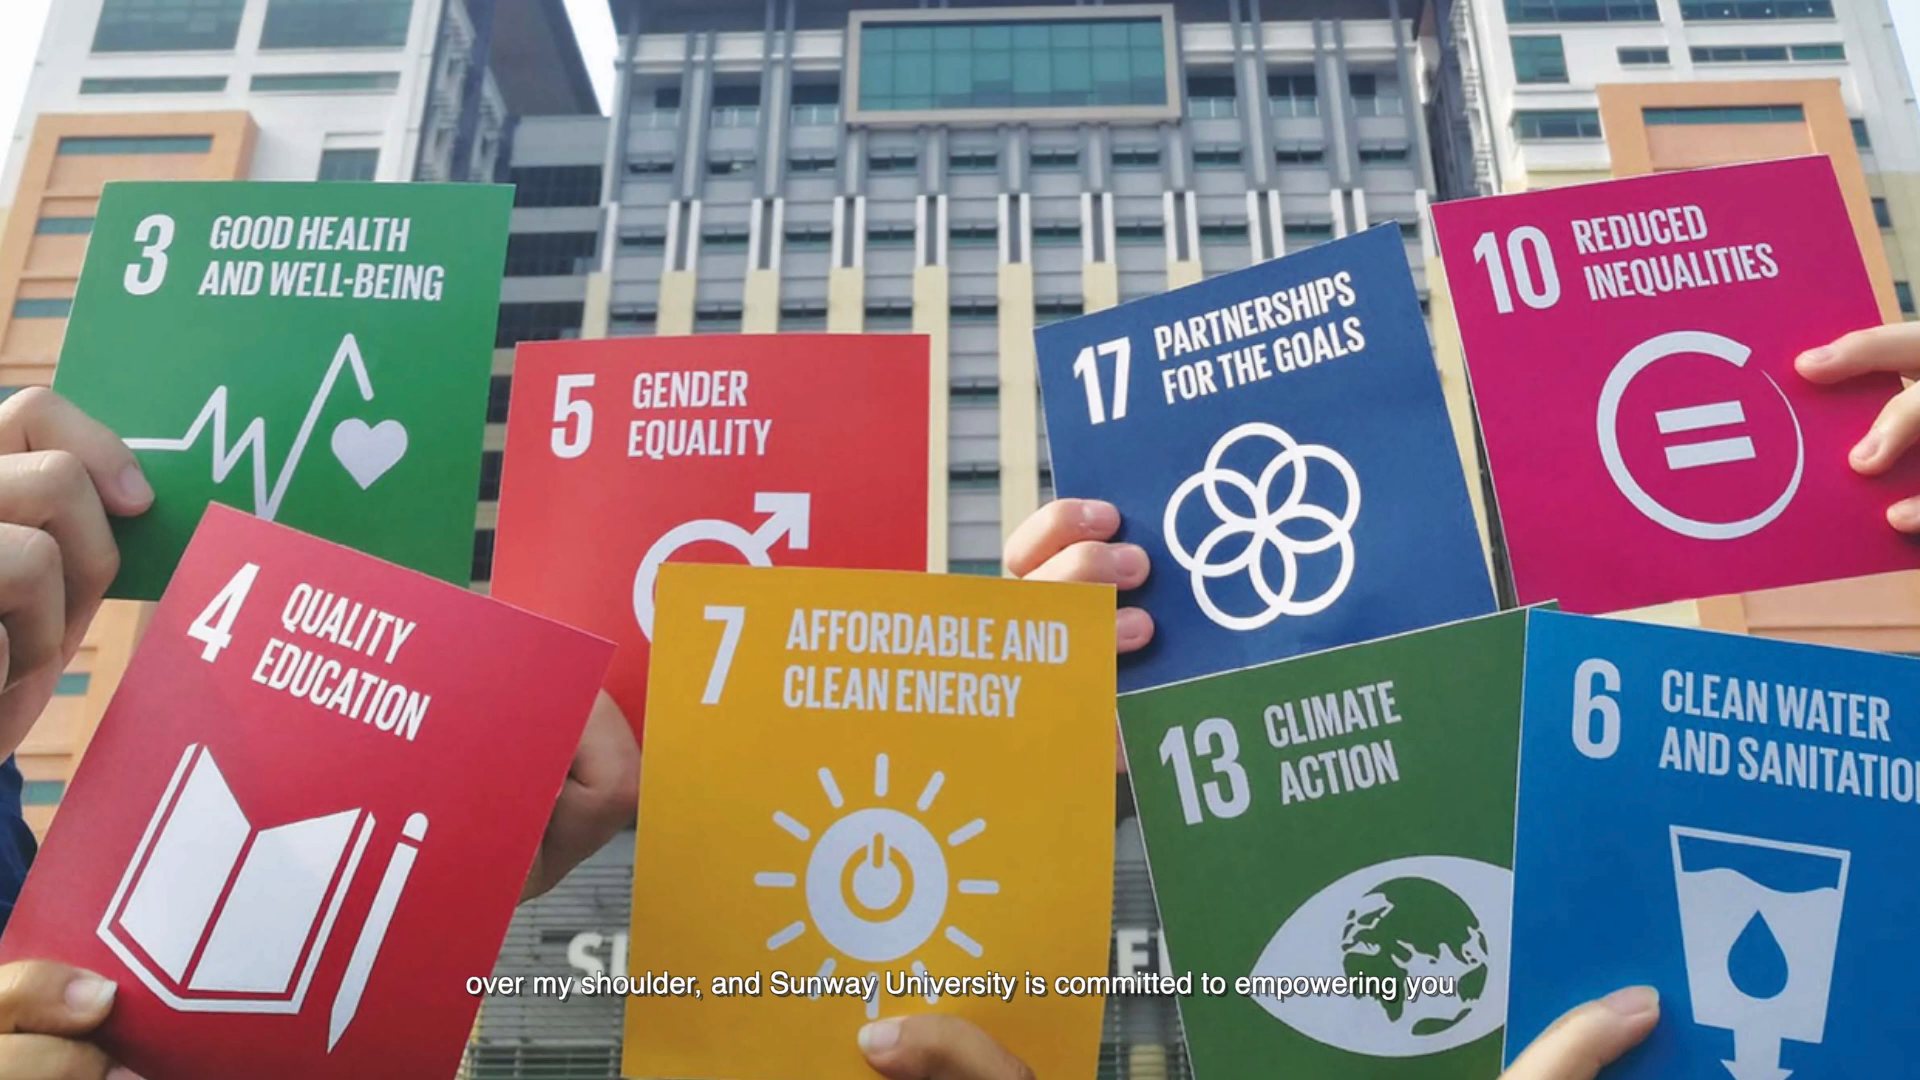 3 GOOD HEALTH
AND WELL-BEING
5 GENDER
EQUALITY
17 PARTNERSHIPS
FOR THE GOALS
10 REDUCED
INEQUALITIES
4 QUALITY
EDUCATION
7 AFFORDABLE AND
CLEAN ENERGY
13 CLIMATE
ACTION
6 CLEAN WATER
AND SANITATIO
over my shoulder, and Sunway University is committed to empowering you